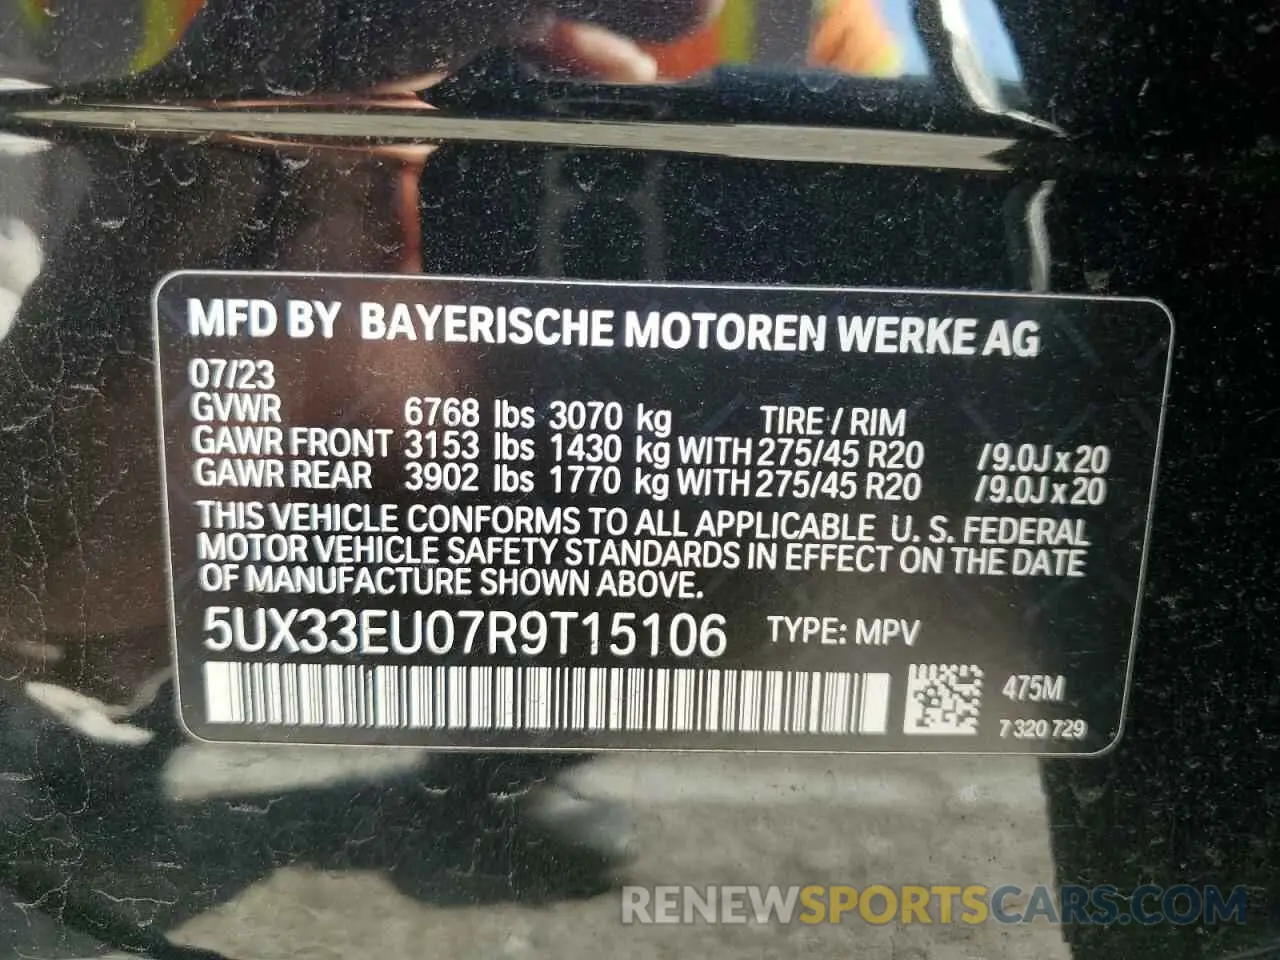 MFD BY BAYERISCHE MOTOREN WERKE AG
07/23
GVWR 6768 lbs 3070 kg TIRE / RIM
GAWR FRONT 3153 lbs 1430 kg WITH 275/45 R20 /9.0J x 20
GAWR REAR 3902 lbs 1770 kg WITH 275/45 R20 /9.0J x 20
THIS VEHICLE CONFORMS TO ALL APPLICABLE U. S. FEDERAL
MOTOR VEHICLE SAFETY STANDARDS IN EFFECT ON THE DATE
OF MANUFACTURE SHOWN ABOVE.
5UX33EU07R9T15106 TYPE: MPV
475M
7 320 729
RENEWSPORTSCARS.COM